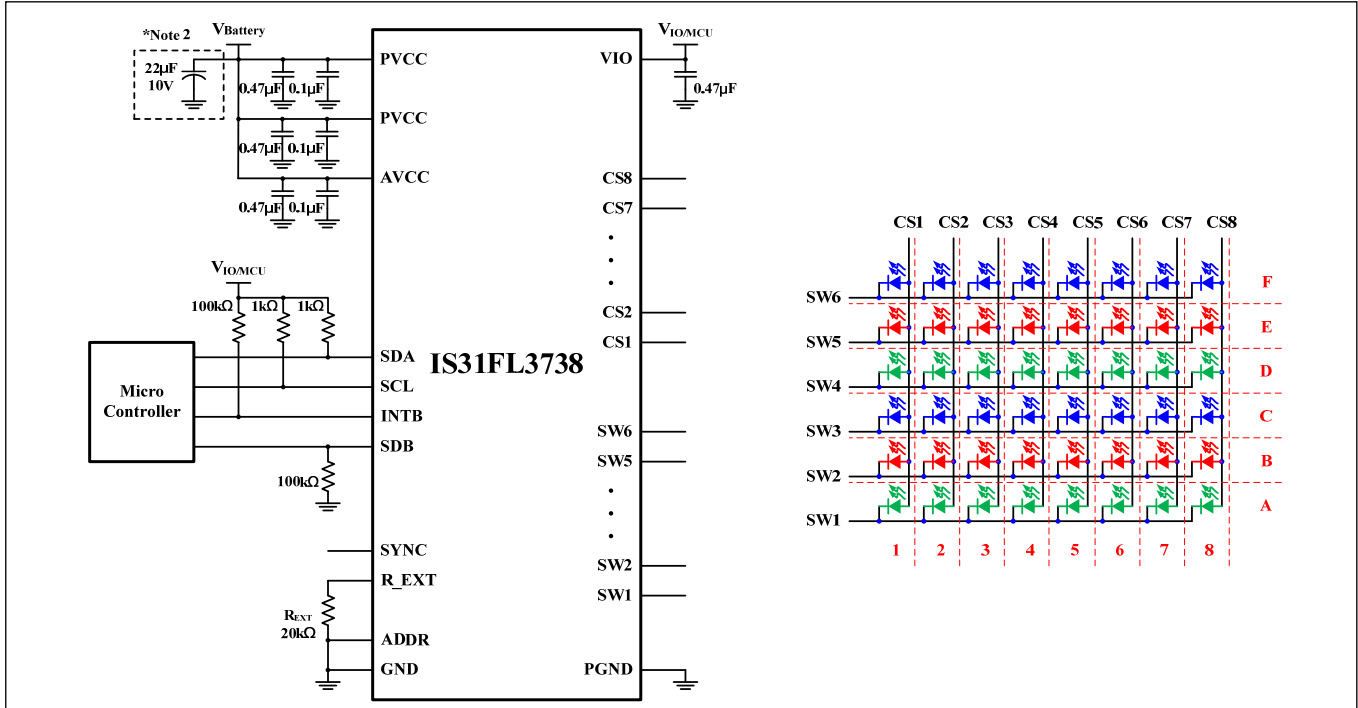 *Note 2
VBattery
22µF
10V
0.47µF 0.1µF
PVCC
0.47µF 0.1µF
PVCC
0.47µF 0.1µF
AVCC
VIO/MCU
100kΩ 1kΩ 1kΩ
Micro
Controller
SDA
SCL
INTB
SDB
100kΩ
SYNC
R_EXT
REXT
20kΩ
ADDR
GND
IS31FL3738
VIO
VIO/MCU
0.47µF
CS8
CS7
CS2
CS1
SW6
SW5
SW2
SW1
PGND
CS1 CS2 CS3 CS4 CS5 CS6 CS7 CS8
SW6 F
SW5 E
SW4 D
SW3 C
SW2 B
SW1 A
1 2 3 4 5 6 7 8